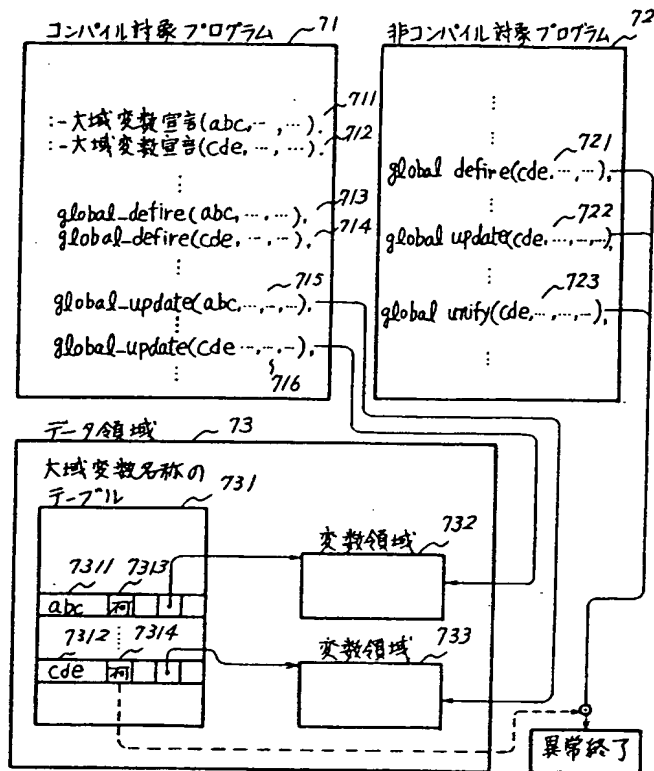 コンパイル対象プログラム 71
:-大域変数宣言(abc,…,…). 711
:-大域変数宣言(cde,…,…). 712
global_defire(abc,…,…), 713
global_defire(cde,…,…), 714
715
global_update(abc,…,…,…),
global_update(cde…,…,…),
716
非コンパイル対象プログラム 72
721
global defire(cde,…,…),
722
global update(cde,…,…,…),
723
global unify(cde,…,…,…),
データ領域 73
大域変数名称の
テーブル 731
7311 7313
abc
7312 7314
cde
変数領域 732
変数領域 733
異常終了